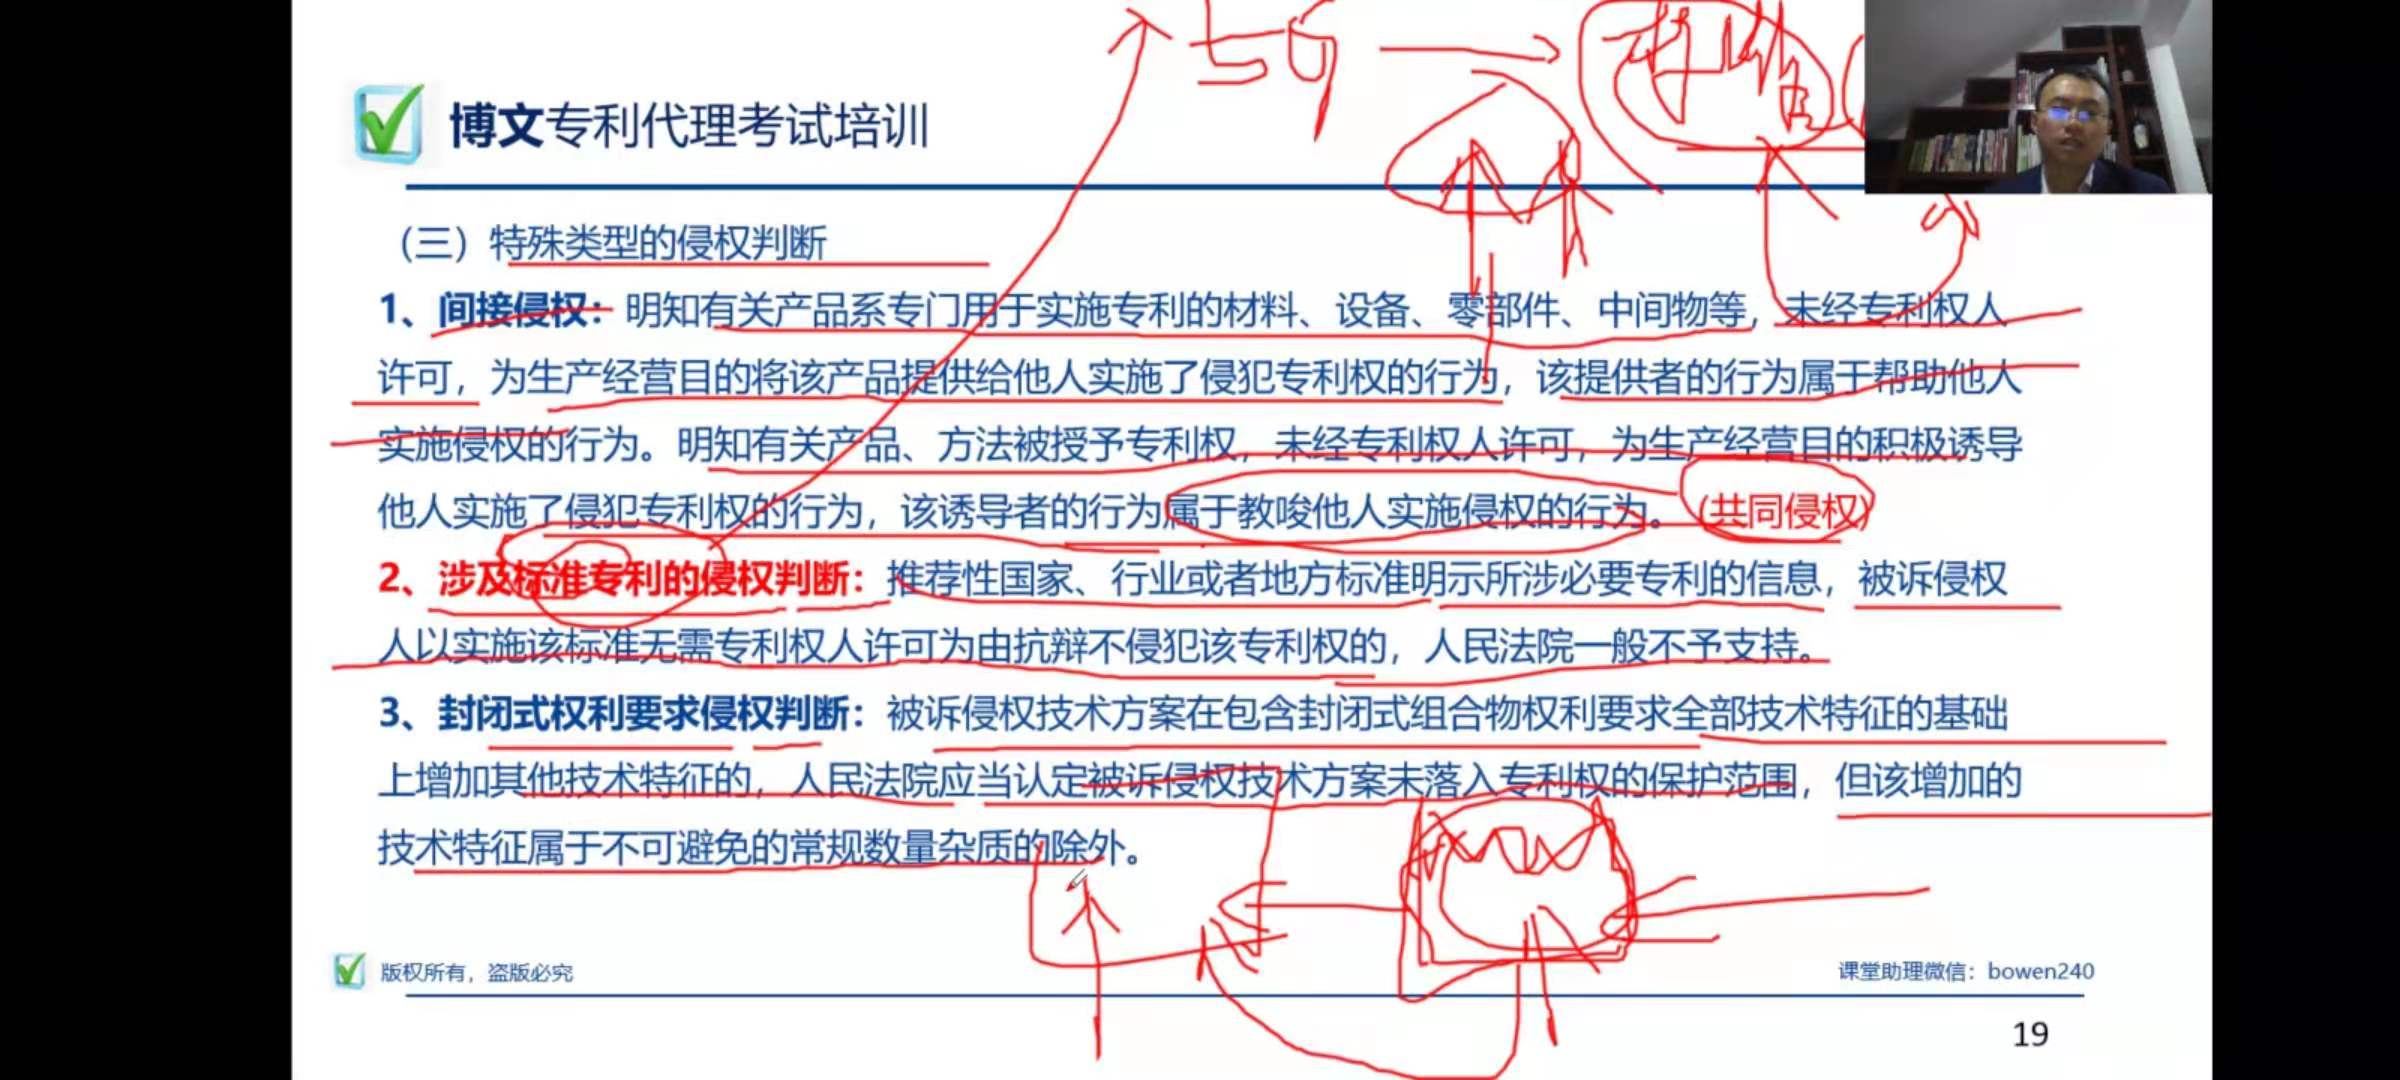 5G
博文专利代理考试培训
（三）特殊类型的侵权判断
1、间接侵权：明知有关产品系专门用于实施专利的材料、设备、零部件、中间物等，未经专利权人
许可，为生产经营目的将该产品提供给他人实施了侵犯专利权的行为，该提供者的行为属于帮助他人
实施侵权的行为。明知有关产品、方法被授予专利权，未经专利权人许可，为生产经营目的积极诱导
他人实施了侵犯专利权的行为，该诱导者的行为属于教唆他人实施侵权的行为。（共同侵权）
2、涉及标准专利的侵权判断：推荐性国家、行业或者地方标准明示所涉必要专利的信息，被诉侵权
人以实施该标准无需专利权人许可为由抗辩不侵犯该专利权的，人民法院一般不予支持。
3、封闭式权利要求侵权判断：被诉侵权技术方案在包含封闭式组合物权利要求全部技术特征的基础
上增加其他技术特征的，人民法院应当认定被诉侵权技术方案未落入专利权的保护范围，但该增加的
技术特征属于不可避免的常规数量杂质的除外。
版权所有，盗版必究
课堂助理微信：bowen240
19